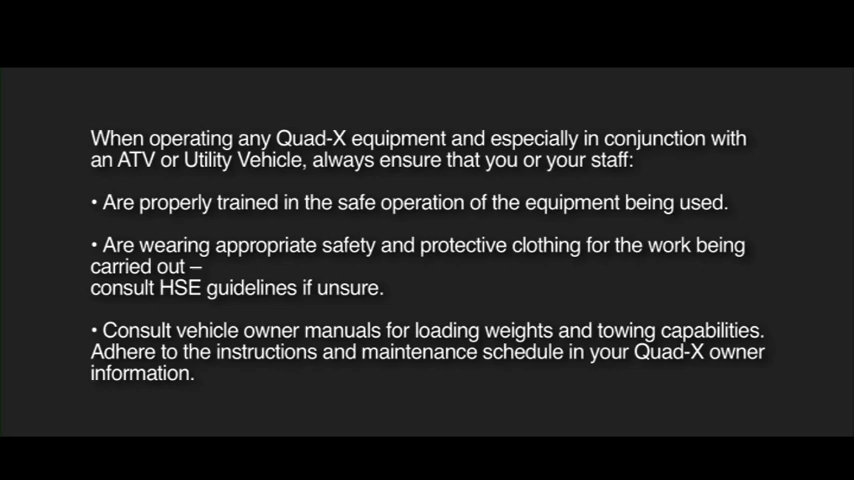 When operating any Quad-X equipment and especially in conjunction with
an ATV or Utility Vehicle, always ensure that you or your staff:
• Are properly trained in the safe operation of the equipment being used.
• Are wearing appropriate safety and protective clothing for the work being
carried out –
consult HSE guidelines if unsure.
• Consult vehicle owner manuals for loading weights and towing capabilities.
Adhere to the instructions and maintenance schedule in your Quad-X owner
information.